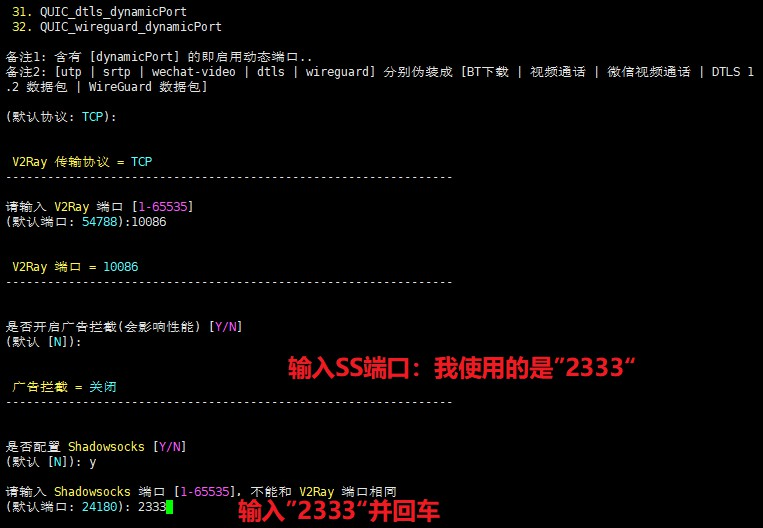 31. QUIC_dtls_dynamicPort
32. QUIC_wireguard_dynamicPort
备注1: 含有 [dynamicPort] 的即启用动态端口..
备注2: [utp | srtp | wechat-video | dtls | wireguard] 分别伪装成 [BT下载 | 视频通话 | 微信视频通话 | DTLS 1
.2 数据包 | WireGuard 数据包]
(默认协议: TCP):
V2Ray 传输协议 = TCP
----------------------------------------------------------------
请输入 V2Ray 端口 [1-65535]
(默认端口: 54788):10086
V2Ray 端口 = 10086
----------------------------------------------------------------
是否开启广告拦截(会影响性能) [Y/N]
(默认 [N]):
输入SS端口：我使用的是"2333"
广告拦截 = 关闭
----------------------------------------------------------------
是否配置 Shadowsocks [Y/N]
(默认 [N]): y
请输入 Shadowsocks 端口 [1-65535], 不能和 V2Ray 端口相同
(默认端口: 24180): 2333
输入"2333"并回车